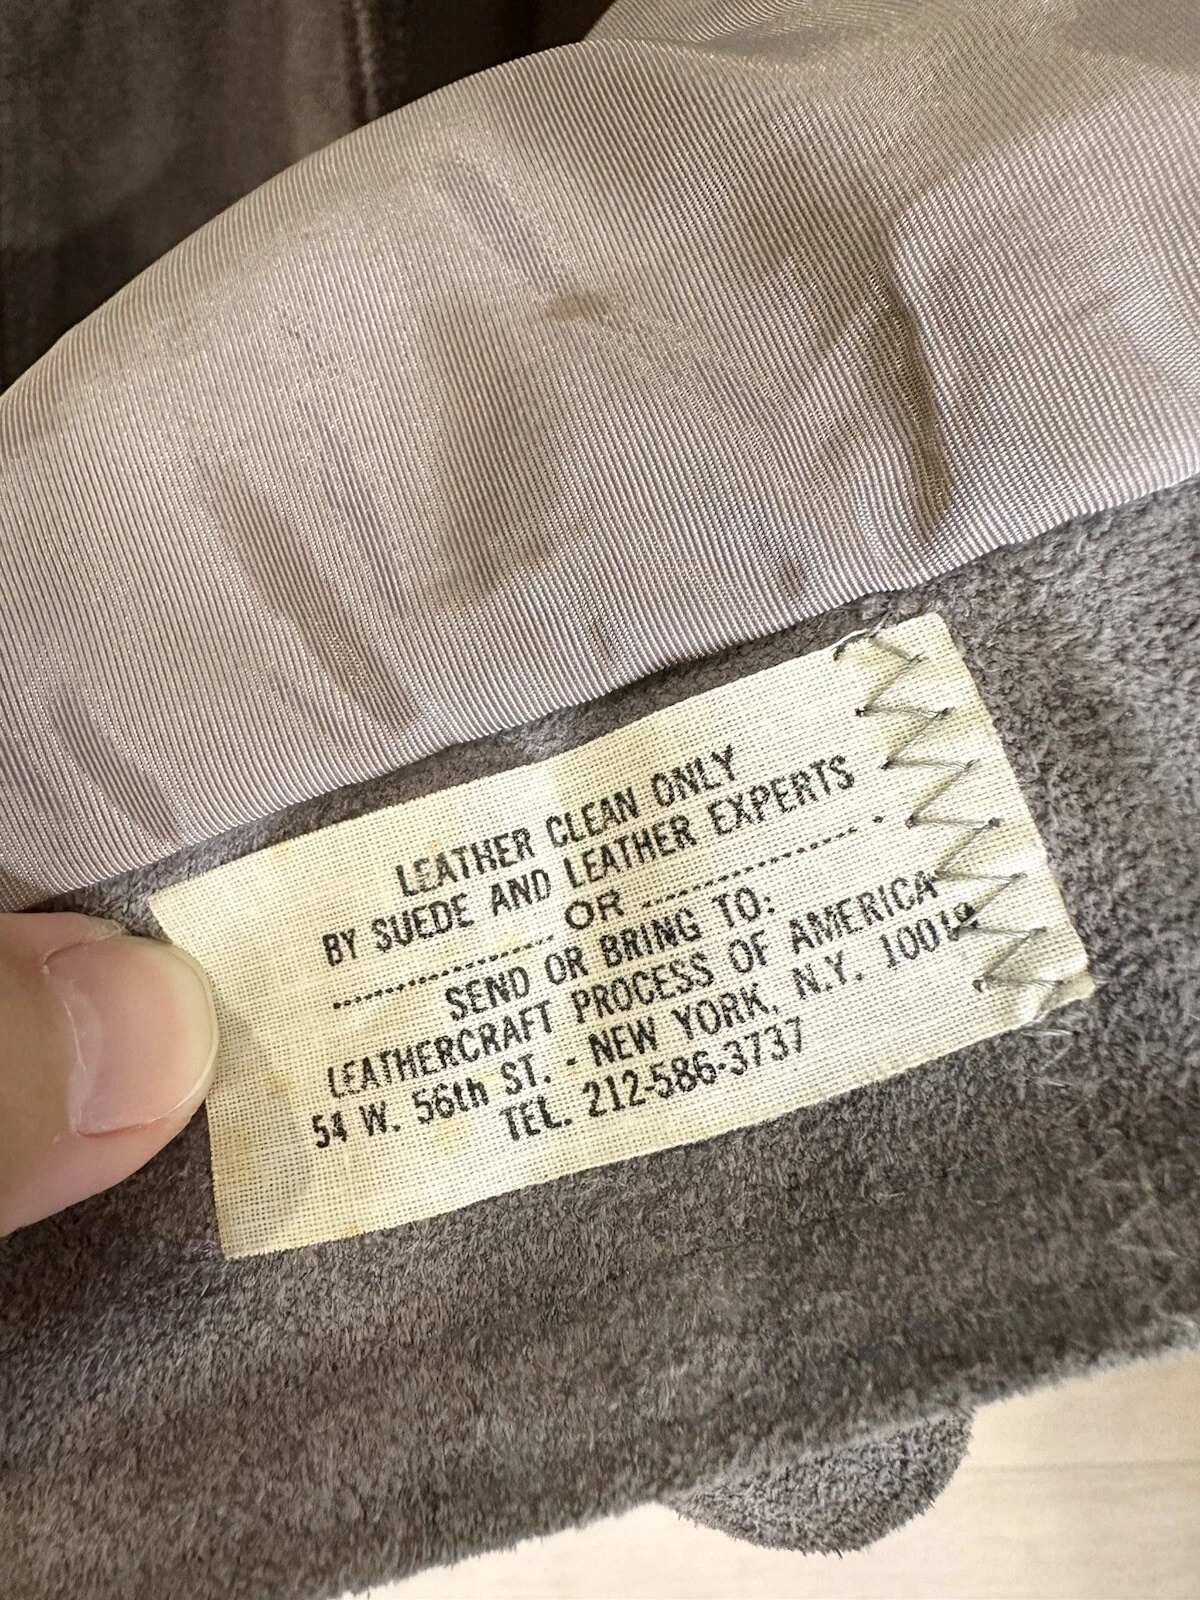 LEATHER CLEAN ONLY
BY SUEDE AND LEATHER EXPERTS
OR
SEND OR BRING TO:
LEATHERCRAFT PROCESS OF AMERICA
54 W. 56th ST. - NEW YORK, N.Y. 10019
TEL. 212-586-3737